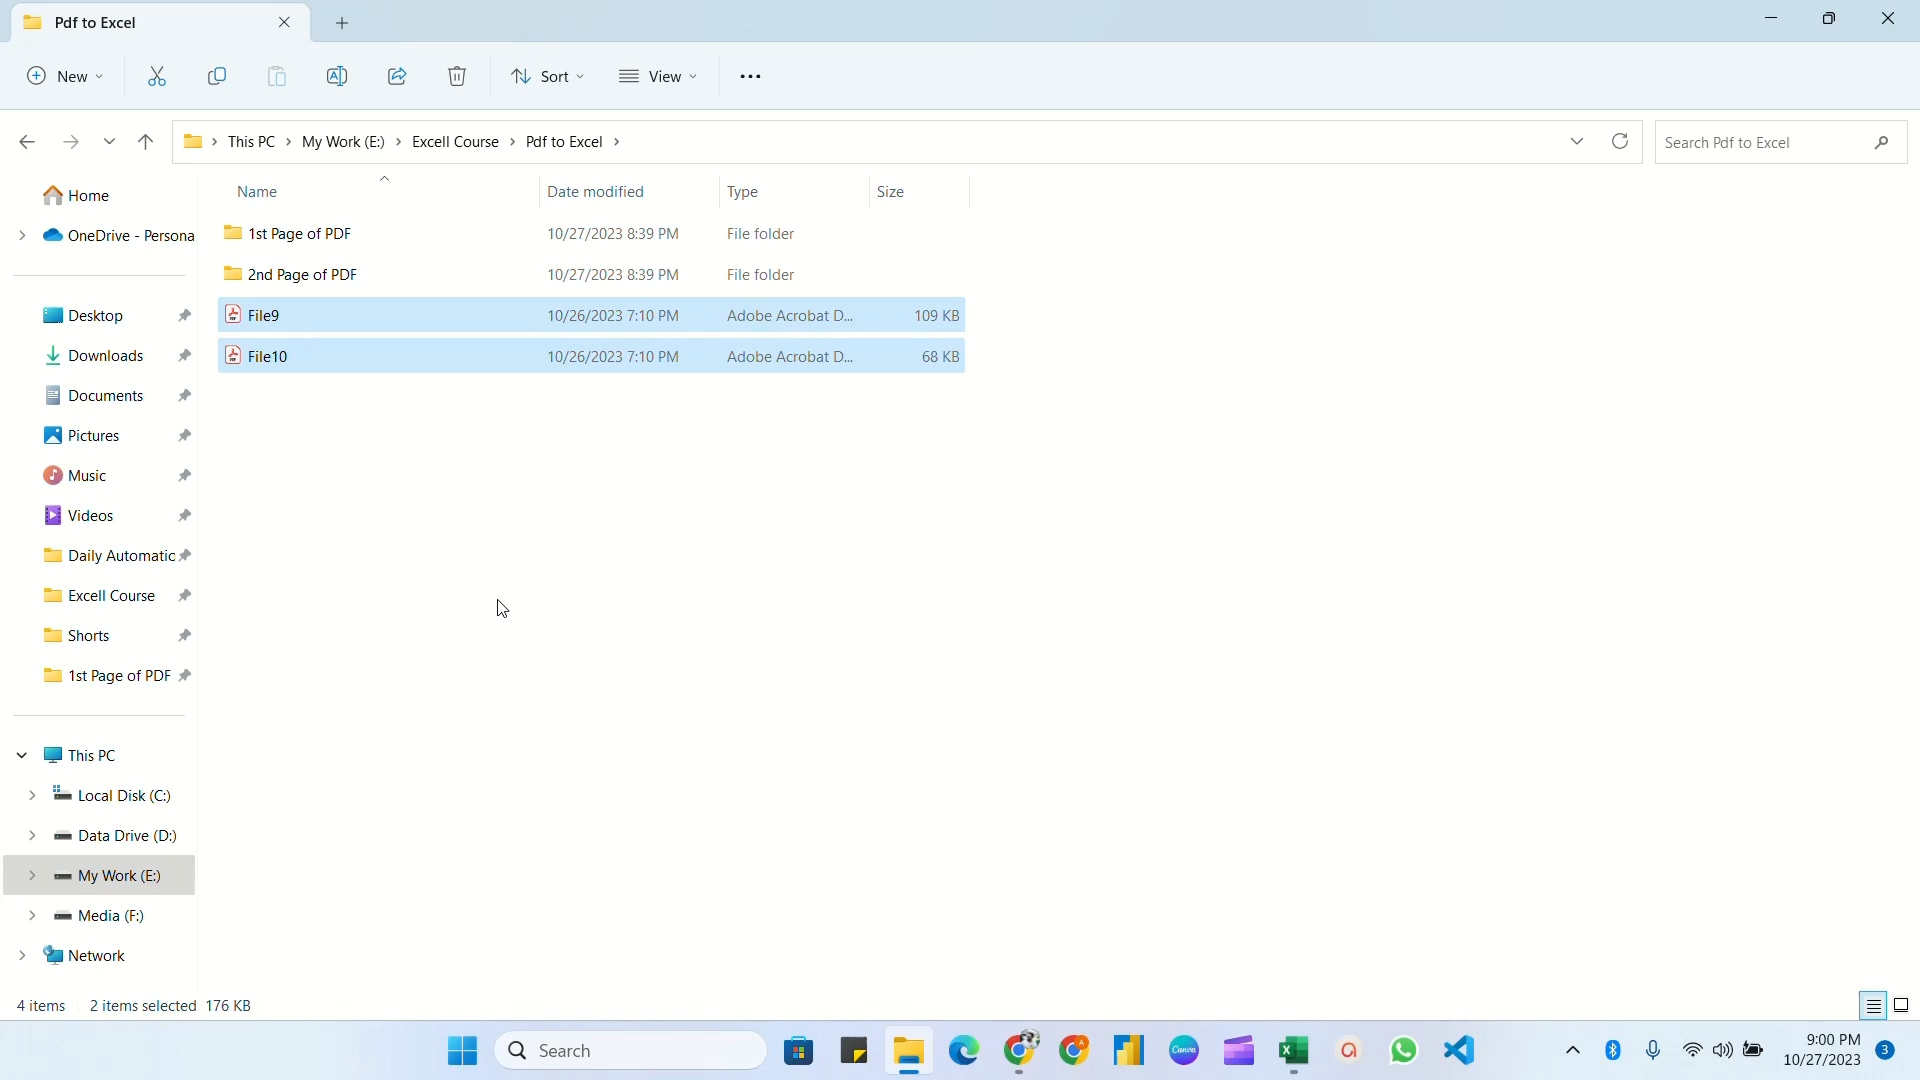 Pdf to Excel
New
Sort
View
This PC > My Work (E:) > Excell Course > Pdf to Excel >
Search Pdf to Excel
Name Date modified Type Size
1st Page of PDF 10/27/2023 8:39 PM File folder
2nd Page of PDF 10/27/2023 8:39 PM File folder
File9 10/26/2023 7:10 PM Adobe Acrobat D... 109 KB
File10 10/26/2023 7:10 PM Adobe Acrobat D... 68 KB
Home
OneDrive - Persona
Desktop
Downloads
Documents
Pictures
Music
Videos
Daily Automatic
Excell Course
Shorts
1st Page of PDF
This PC
Local Disk (C:)
Data Drive (D:)
My Work (E:)
Media (F:)
Network
4 items 2 items selected 176 KB
Search
Canva
9:00 PM
10/27/2023
3